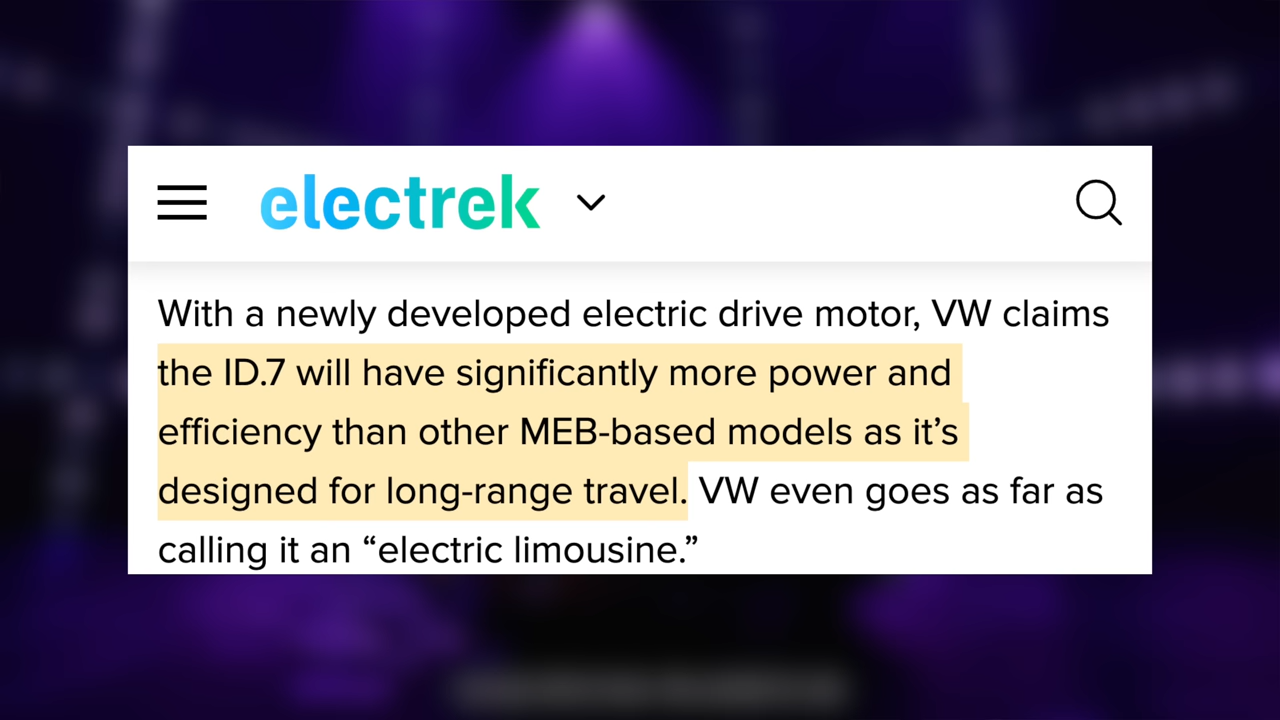 electrek
With a newly developed electric drive motor, VW claims
the ID.7 will have significantly more power and
efficiency than other MEB-based models as it’s
designed for long-range travel. VW even goes as far as
calling it an “electric limousine.”